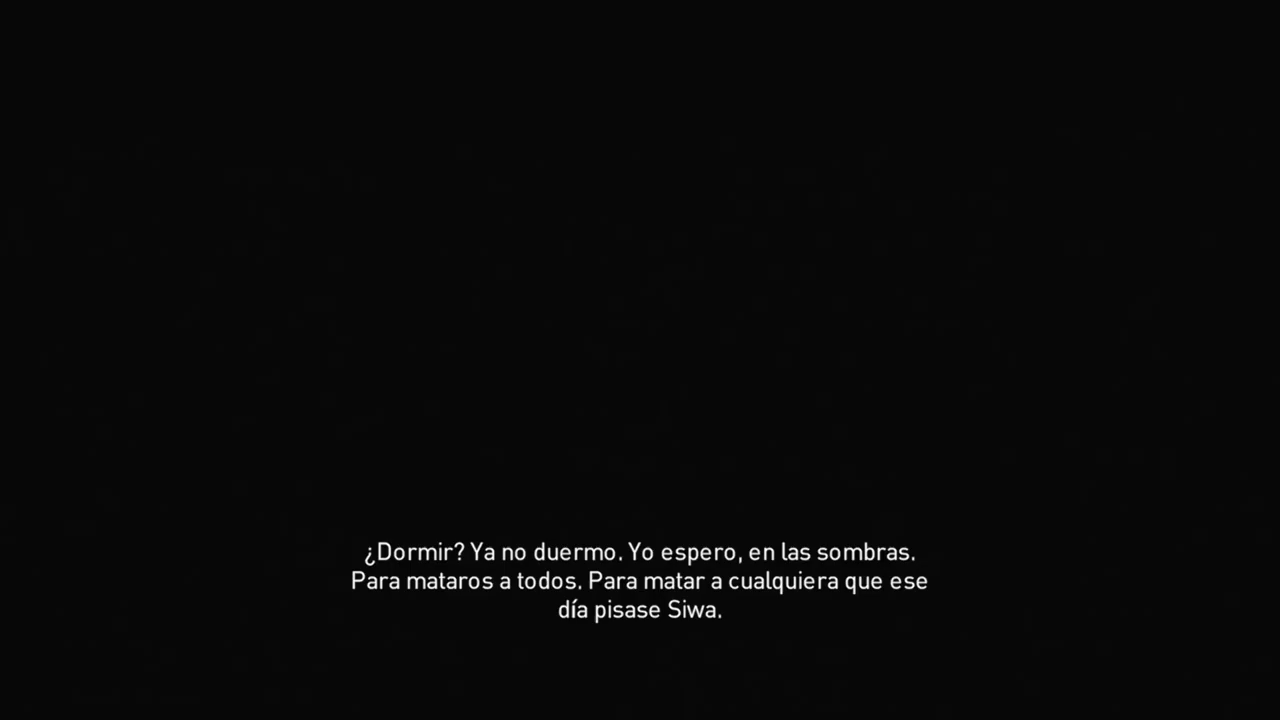 ¿Dormir? Ya no duermo. Yo espero, en las sombras.
Para mataros a todos. Para matar a cualquiera que ese
día pisase Siwa.